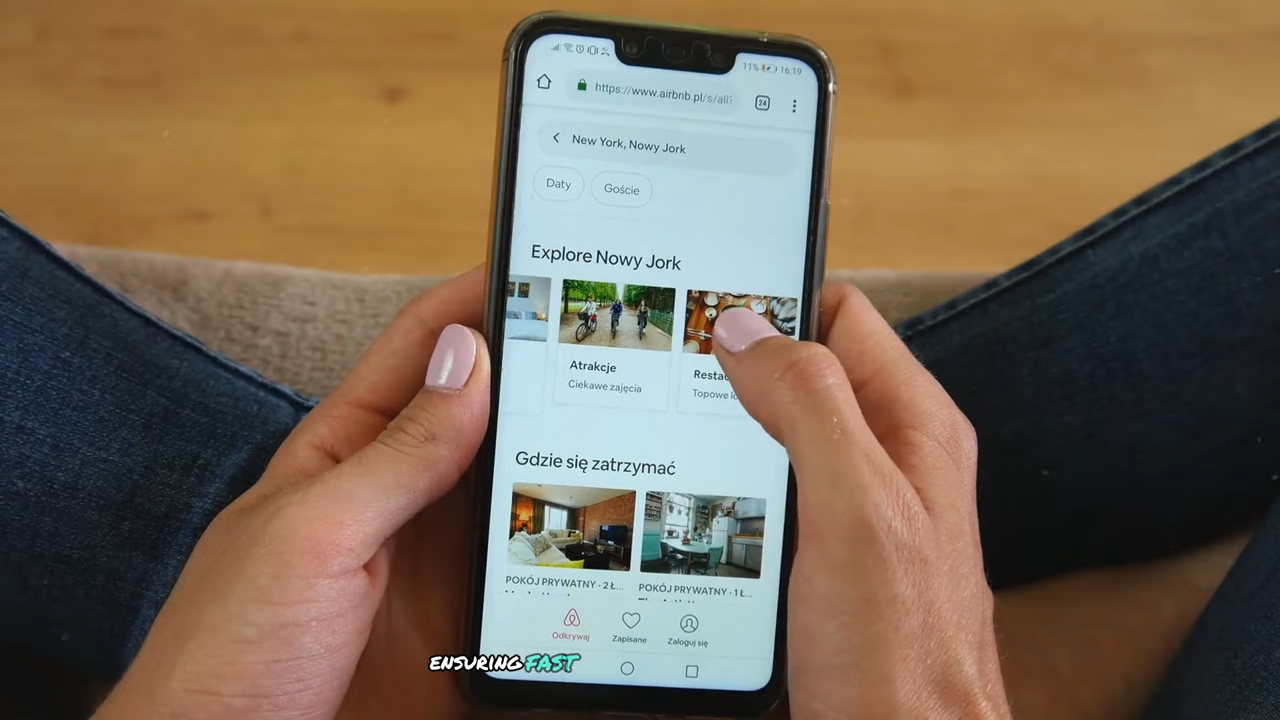 11% 16:19
https://www.airbnb.pl/s/all?
24
New York, Nowy Jork
Daty Goście
Explore Nowy Jork
Atrakcje
Ciekawe zajęcia
Topowe
Gdzie się zatrzymać
POKÓJ PRYWATNY · 2 Ł...
POKÓJ PRYWATNY · 1 Ł...
Odkrywaj Zapisane Zaloguj się
ENSURING FAST